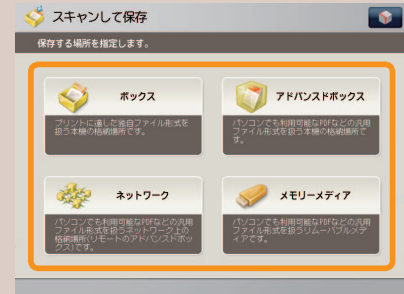 スキャンして保存
保存する場所を指定します。
ボックス
プリントに適した独自ファイル形式を
扱う本機の格納場所です。
アドバンスドボックス
パソコンでも利用可能なPDFなどの汎用
ファイル形式を扱う本機の格納場所で
す。
ネットワーク
パソコンでも利用可能なPDFなどの汎用
ファイル形式を扱うネットワーク上の
格納場所(リモートのアドバンスドボッ
クス)です。
メモリーメディア
パソコンでも利用可能なPDFなどの汎用
ファイル形式を扱うリムーバブルメデ
ィアです。